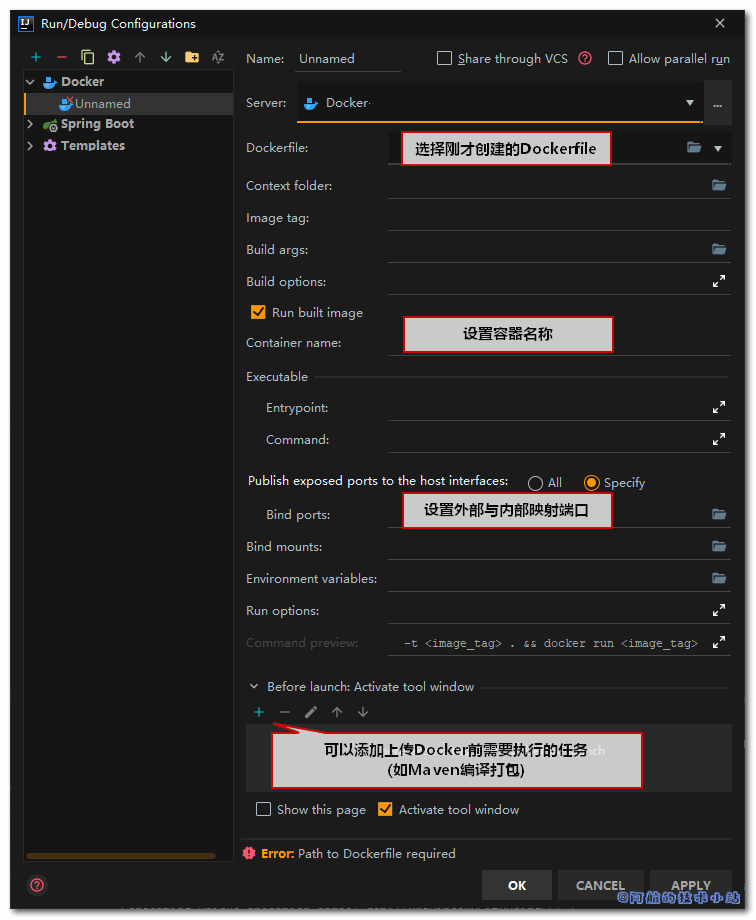 Run/Debug Configurations
Name: Unnamed Share through VCS Allow parallel run
Docker
Unnamed
Spring Boot
Templates
Server: Docker ...
Dockerfile: 选择刚才创建的Dockerfile
Context folder:
Image tag:
Build args:
Build options:
Run built image
Container name: 设置容器名称
Executable
Entrypoint:
Command:
Publish exposed ports to the host interfaces: All Specify
Bind ports: 设置外部与内部映射端口
Bind mounts:
Environment variables:
Run options:
Command preview: -t <image_tag> . && docker run <image_tag>
Before launch: Activate tool window
可以添加上传Docker前需要执行的任务
(如Maven编译打包)
Show this page Activate tool window
Error: Path to Dockerfile required
OK CANCEL APPLY
@阿航的技术小站